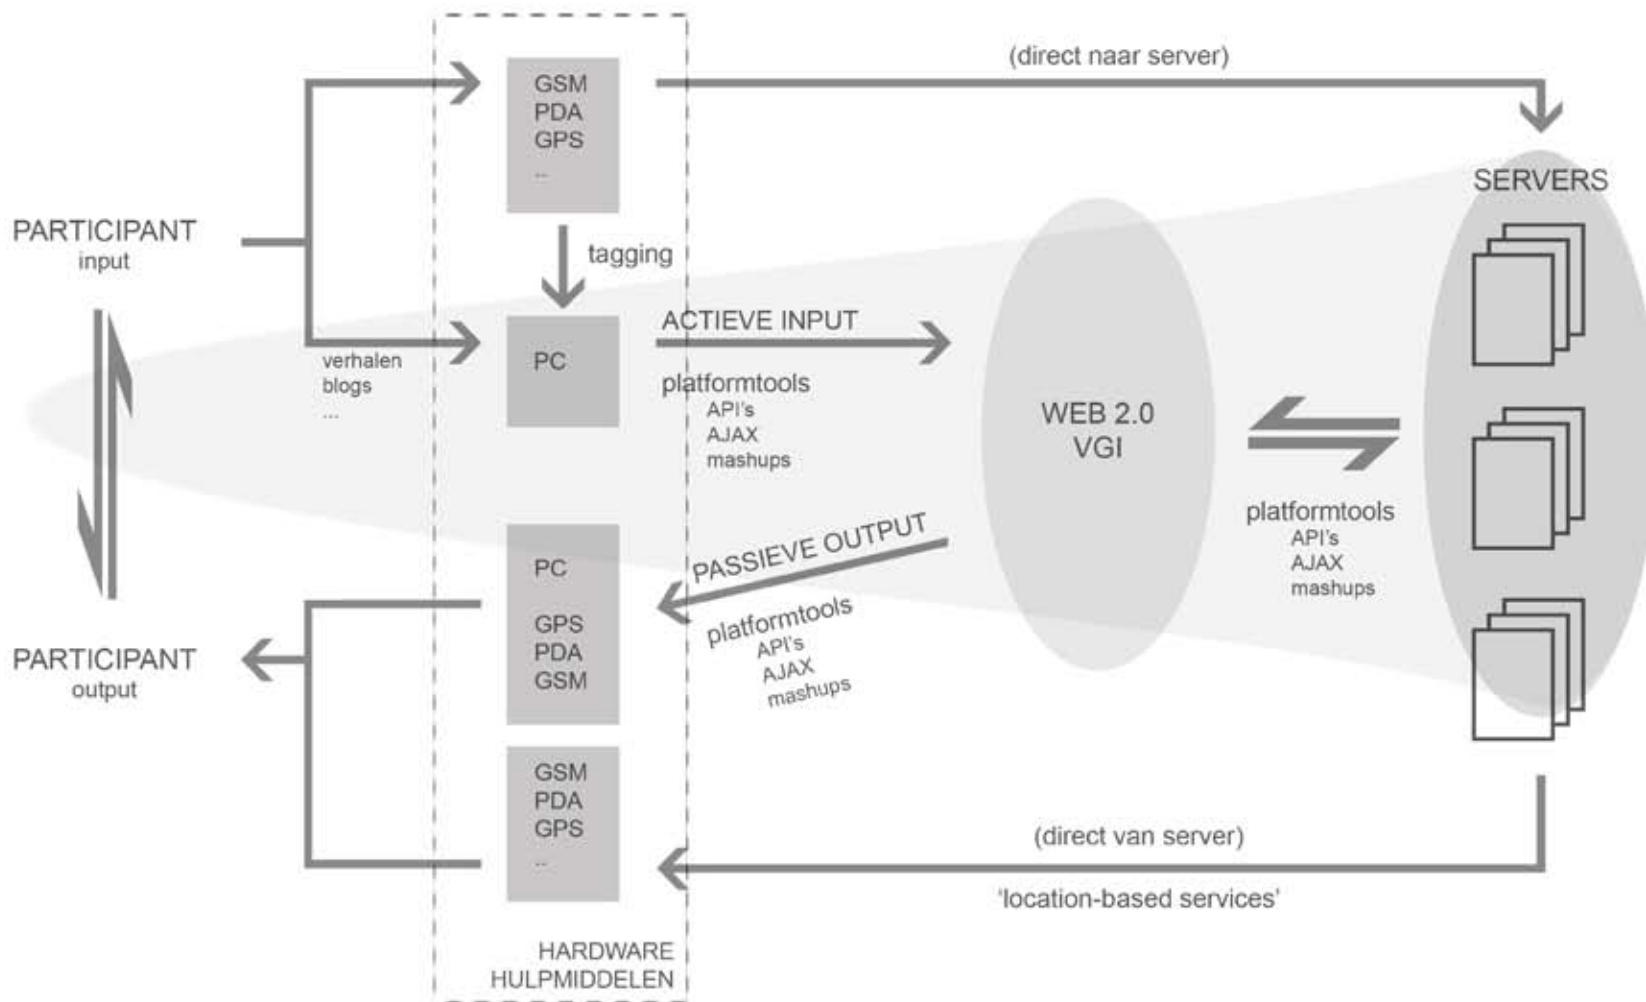 (direct naar server)
GSM
PDA
GPS
..
SERVERS
PARTICIPANT
input
tagging
ACTIEVE INPUT
verhalen
blogs
...
PC
platformtools
API's
AJAX
mashups
WEB 2.0
VGI
platformtools
API's
AJAX
mashups
PASSIEVE OUTPUT
platformtools
API's
AJAX
mashups
PC
GPS
PDA
GSM
PARTICIPANT
output
GSM
PDA
GPS
..
(direct van server)
'location-based services'
HARDWARE
HULPMIDDELEN